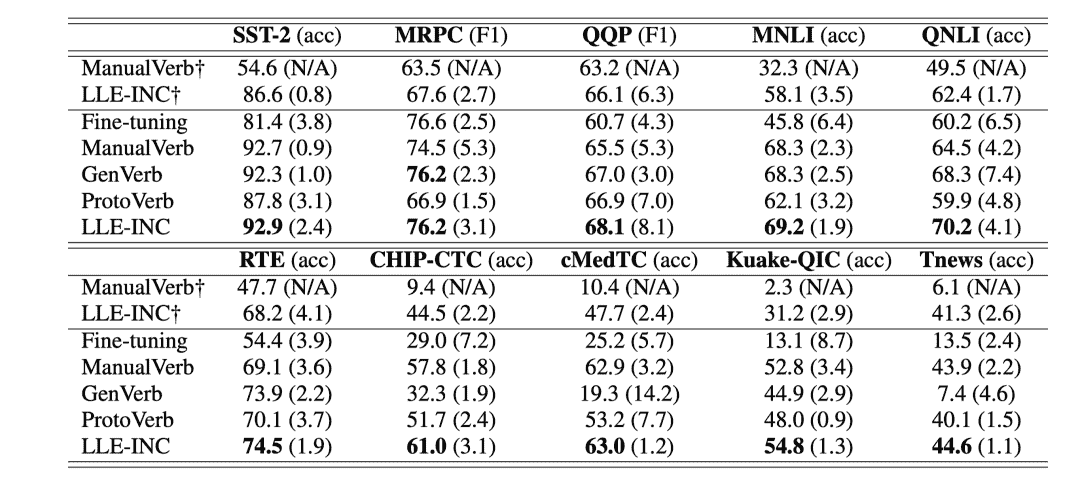 SST-2 (acc) MRPC (F1) QQP (F1) MNLI (acc) QNLI (acc)
ManualVerb† 54.6 (N/A) 63.5 (N/A) 63.2 (N/A) 32.3 (N/A) 49.5 (N/A)
LLE-INC† 86.6 (0.8) 67.6 (2.7) 66.1 (6.3) 58.1 (3.5) 62.4 (1.7)
Fine-tuning 81.4 (3.8) 76.6 (2.5) 60.7 (4.3) 45.8 (6.4) 60.2 (6.5)
ManualVerb 92.7 (0.9) 74.5 (5.3) 65.5 (5.3) 68.3 (2.3) 64.5 (4.2)
GenVerb 92.3 (1.0) 76.2 (2.3) 67.0 (3.0) 68.3 (2.5) 68.3 (7.4)
ProtoVerb 87.8 (3.1) 66.9 (1.5) 66.9 (7.0) 62.1 (3.2) 59.9 (4.8)
LLE-INC 92.9 (2.4) 76.2 (3.1) 68.1 (8.1) 69.2 (1.9) 70.2 (4.1)
RTE (acc) CHIP-CTC (acc) cMedTC (acc) Kuake-QIC (acc) Tnews (acc)
ManualVerb† 47.7 (N/A) 9.4 (N/A) 10.4 (N/A) 2.3 (N/A) 6.1 (N/A)
LLE-INC† 68.2 (4.1) 44.5 (2.2) 47.7 (2.4) 31.2 (2.9) 41.3 (2.6)
Fine-tuning 54.4 (3.9) 29.0 (7.2) 25.2 (5.7) 13.1 (8.7) 13.5 (2.4)
ManualVerb 69.1 (3.6) 57.8 (1.8) 62.9 (3.2) 52.8 (3.4) 43.9 (2.2)
GenVerb 73.9 (2.2) 32.3 (1.9) 19.3 (14.2) 44.9 (2.9) 7.4 (4.6)
ProtoVerb 70.1 (3.7) 51.7 (2.4) 53.2 (7.7) 48.0 (0.9) 40.1 (1.5)
LLE-INC 74.5 (1.9) 61.0 (3.1) 63.0 (1.2) 54.8 (1.3) 44.6 (1.1)